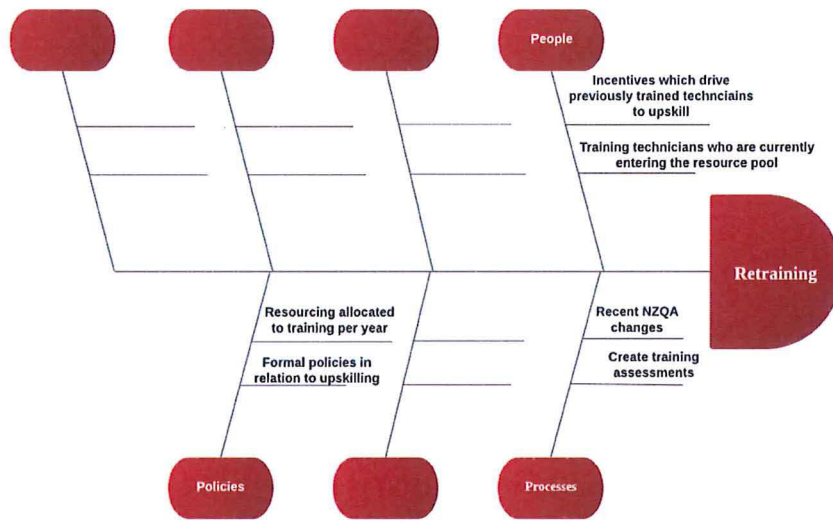 People
Incentives which drive
previously trained technciains
to upskill
Training technicians who are currently
entering the resource pool
Retraining
Resourcing allocated
to training per year
Formal policies in
relation to upskilling
Recent NZQA
changes
Create training
assessments
Policies
Processes